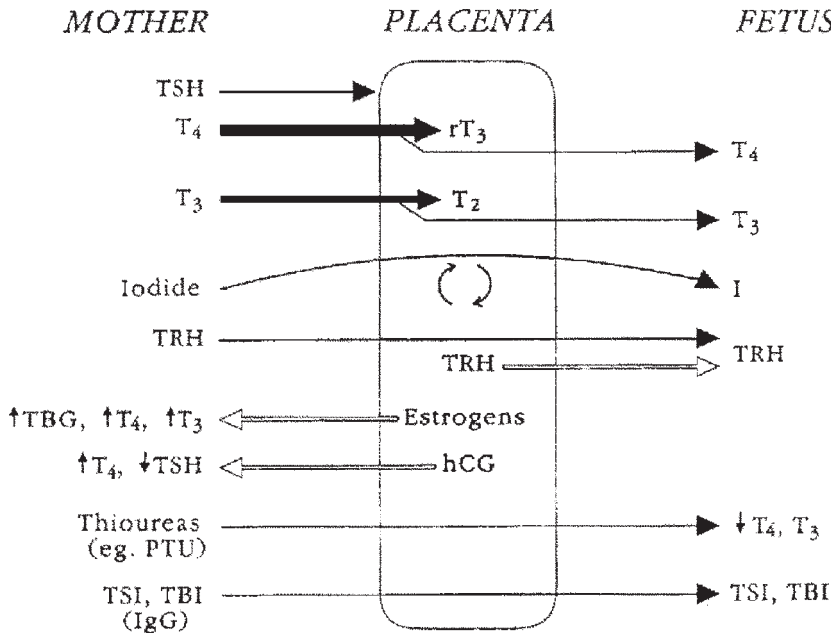 MOTHER PLACENTA FETUS
TSH
T₄ rT₃ T₄
T₃ T₂ T₃
Iodide I
TRH TRH TRH
↑TBG, ↑T₄, ↑T₃ Estrogens
↑T₄, ↓TSH hCG
Thioureas ↓ T₄, T₃
(eg. PTU)
TSI, TBI TSI, TBI
(IgG)